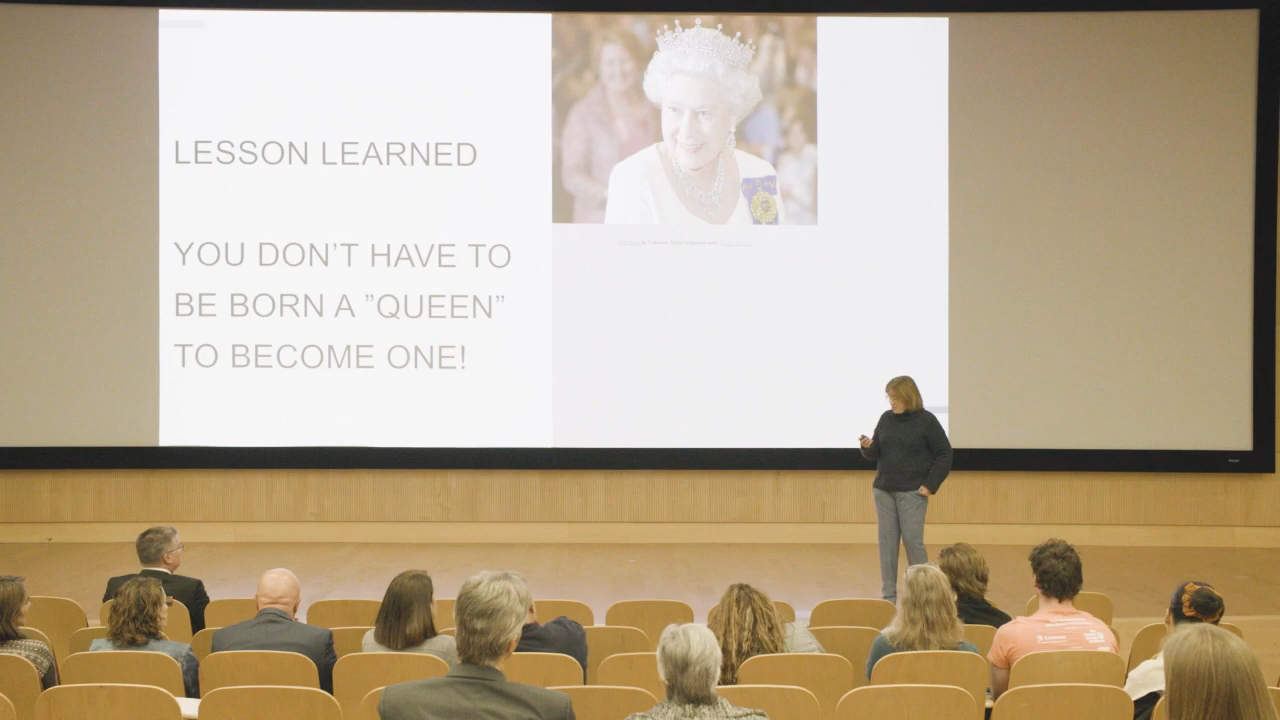 LESSON LEARNED
YOU DON'T HAVE TO
BE BORN A ”QUEEN”
TO BECOME ONE!